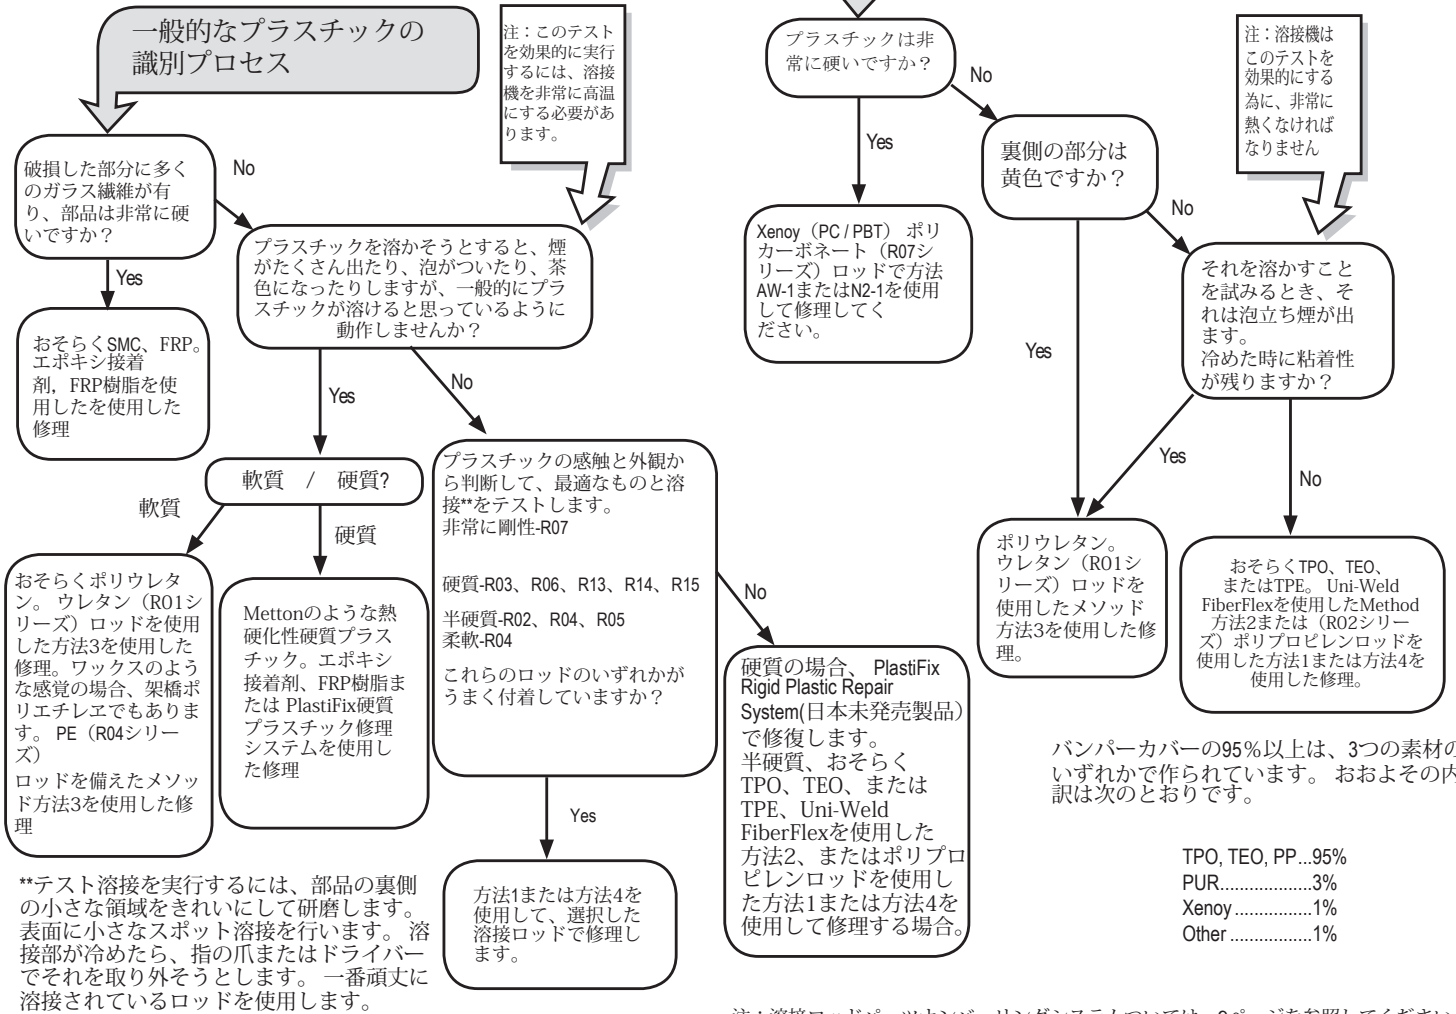 一般的なプラスチックの
識別プロセス
注：このテスト
を効果的に実行
するには、溶接
機を非常に高温
にする必要があ
ります。
破損した部分に多く
のガラス繊維が有
り、部品は非常に硬
いですか？
No
Yes
おそらくSMC、FRP。
エポキシ接着
剤，FRP樹脂を使
用したを使用した
修理
プラスチックを溶かそうとすると、煙
がたくさん出たり、泡がついたり、茶
色になったりしますが、一般的にプラ
スチックが溶けると思っているように
動作しませんか？
Yes
No
軟質 / 硬質?
軟質
硬質
おそらくポリウレタ
ン。 ウレタン（R01シ
リーズ）ロッドを使用
した方法3を使用した
修理。ワックスのよう
な感覚の場合、架橋ポ
リエチレヱでもありま
す。 PE（R04シリー
ズ）
ロッドを備えたメソッ
ド方法3を使用した修
理
Mettonのような熱
硬化性硬質プラス
チック。エポキシ
接着剤、FRP樹脂ま
たは PlastiFix硬質
プラスチック修理
システムを使用し
た修理
プラスチックの感触と外観か
ら判断して、最適なものと溶
接**をテストします。
非常に剛性-R07
硬質-R03、R06、R13、R14、R15
半硬質-R02、R04、R05
柔軟-R04
これらのロッドのいずれかが
うまく付着していますか？
No
Yes
方法1または方法4を
使用して、選択した
溶接ロッドで修理し
ます。
硬質の場合、 PlastiFix
Rigid Plastic Repair
System(日本未発売製品）
で修復します。
半硬質、おそらく
TPO、TEO、または
TPE、Uni-Weld
FiberFlexを使用した
方法2、またはポリプロ
ピレンロッドを使用し
た方法1または方法4を
使用して修理する場合。
**テスト溶接を実行するには、部品の裏側
の小さな領域をきれいにして研磨します。
表面に小さなスポット溶接を行います。 溶
接部が冷めたら、指の爪またはドライバー
でそれを取り外そうとします。 一番頑丈に
溶接されているロッドを使用します。
プラスチックは非
常に硬いですか？
No
Yes
Xenoy（PC / PBT） ポリ
カーボネート（R07シ
リーズ）ロッドで方法
AW-1またはN2-1を使用
して修理してく
ださい。
裏側の部分は
黄色ですか？
No
Yes
注：溶接機は
このテストを
効果的にする
為に、非常に
熱くなければ
なりません
それを溶かすこと
を試みるとき、そ
れは泡立ち煙が出
ます。
冷めた時に粘着性
が残りますか？
Yes
No
ポリウレタン。
ウレタン（R01シ
リーズ）ロッドを
使用したメソッド
方法3を使用した修
理。
おそらくTPO、TEO、
またはTPE。 Uni-Weld
FiberFlexを使用したMethod
方法2または（R02シリー
ズ）ポリプロピレンロッドを
使用した方法1または方法4を
使用した修理。
バンパーカバーの95%以上は、3つの素材の
いずれかで作られています。 おおよその内
訳は次のとおりです。
TPO, TEO, PP...95%
PUR...................3%
Xenoy................1%
Other.................1%